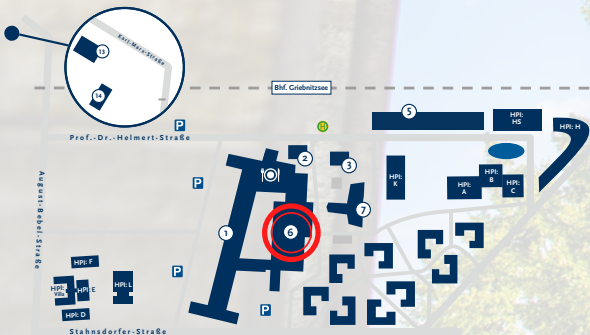 Karl-Marx-Straße
13
14
Bhf. Griebnitzsee
P
H
5
HPI:
HS
HPI: H
Prof.-Dr.-Helmert-Straße
2
3
HPI:
K
HPI:
B
HPI:
A
HPI:
C
August-Bebel-Straße
P
7
1
6
HPI: F
P
HPI:
Villa
HPI: E
HPI: L
HPI: D
P
Stahnsdorfer-Straße